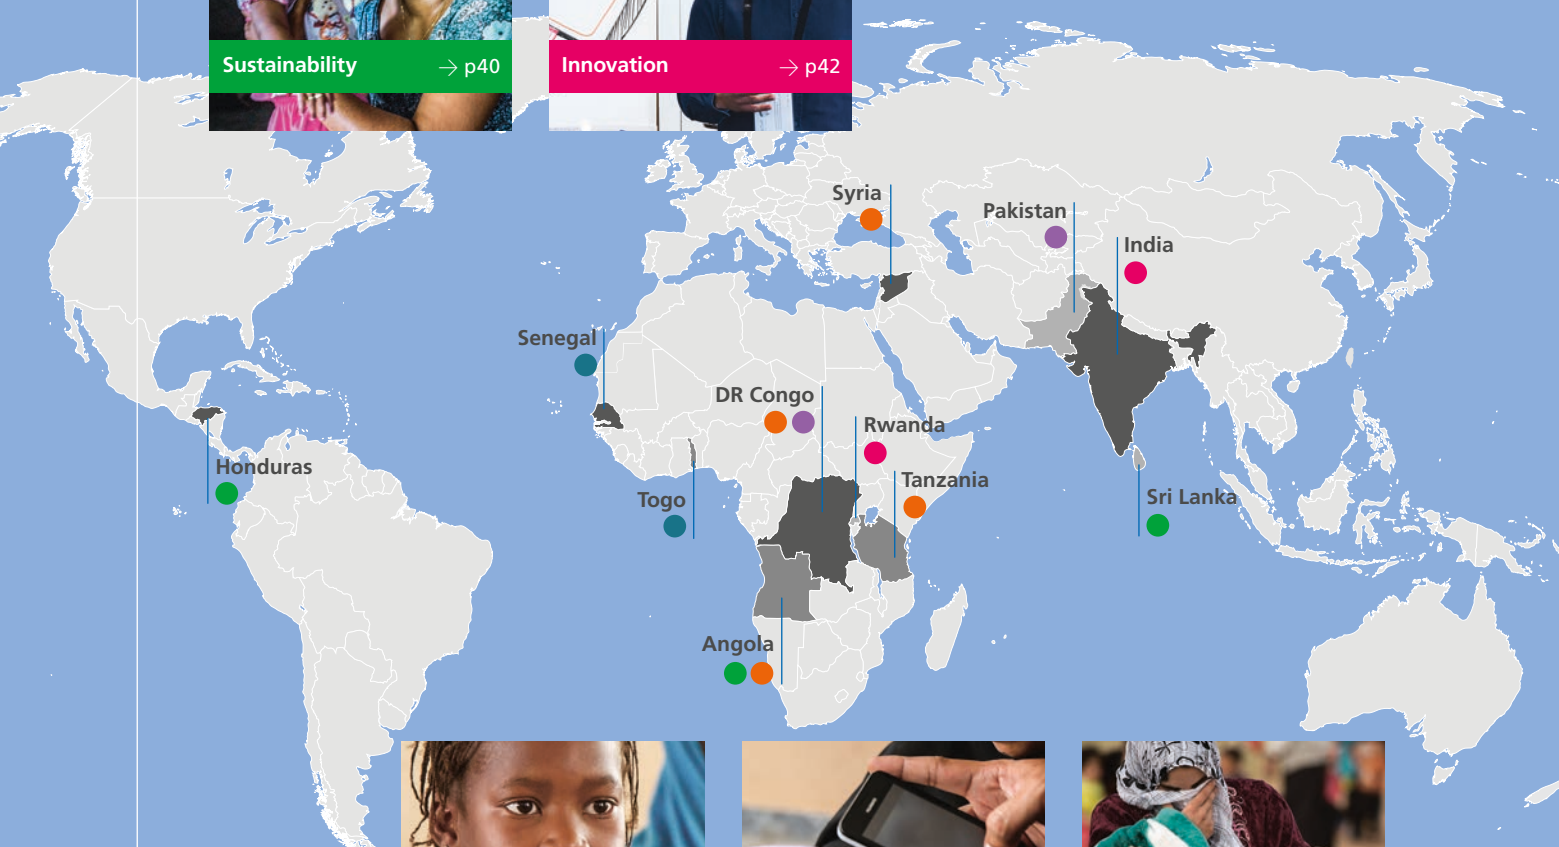 Sustainability → p40
Innovation → p42
Syria
Pakistan
India
Senegal
DR Congo
Rwanda
Honduras
Togo
Tanzania
Sri Lanka
Angola